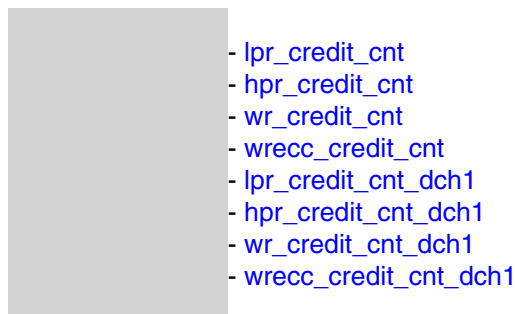 - lpr_credit_cnt
- hpr_credit_cnt
- wr_credit_cnt
- wrecc_credit_cnt
- lpr_credit_cnt_dch1
- hpr_credit_cnt_dch1
- wr_credit_cnt_dch1
- wrecc_credit_cnt_dch1